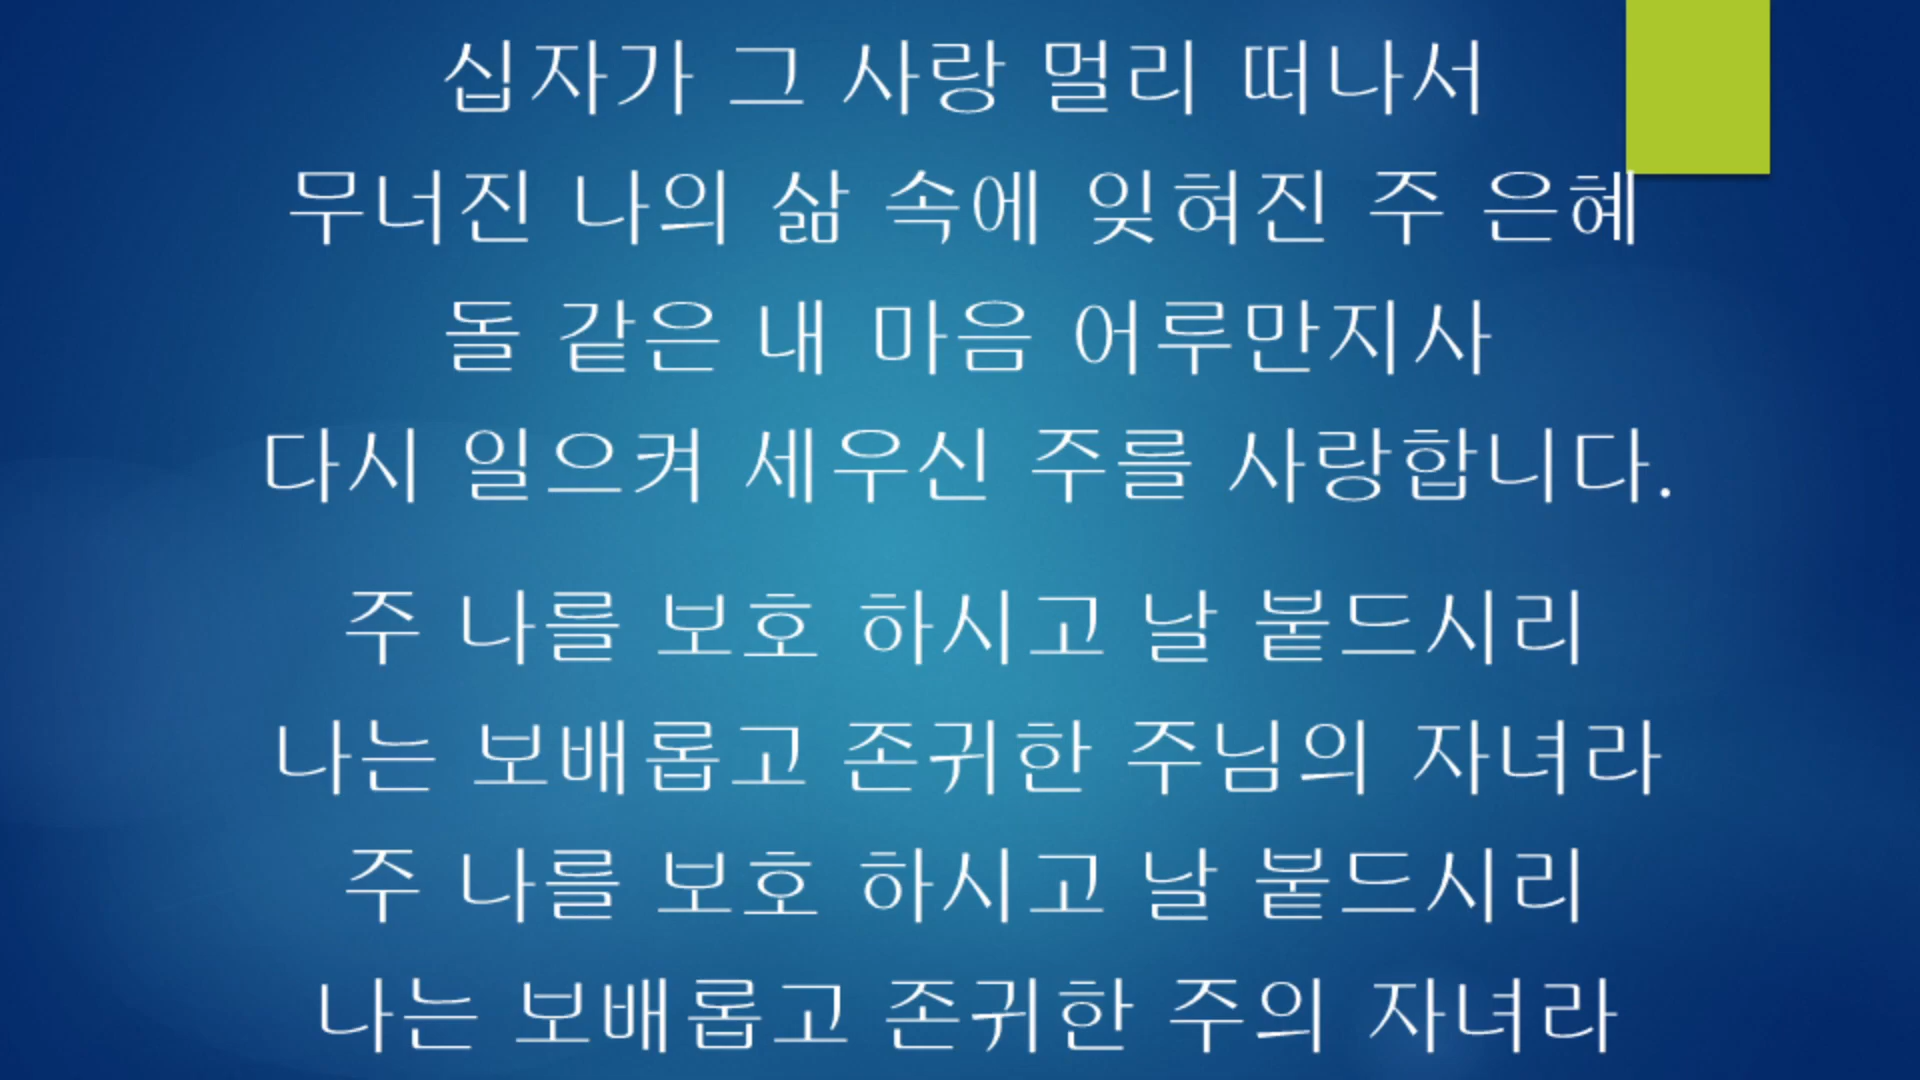 십자가 그 사랑 멀리 떠나서
무너진 나의 삶 속에 잊혀진 주 은혜
돌 같은 내 마음 어루만지사
다시 일으켜 세우신 주를 사랑합니다.
주 나를 보호 하시고 날 붙드시리
나는 보배롭고 존귀한 주님의 자녀라
주 나를 보호 하시고 날 붙드시리
나는 보배롭고 존귀한 주의 자녀라